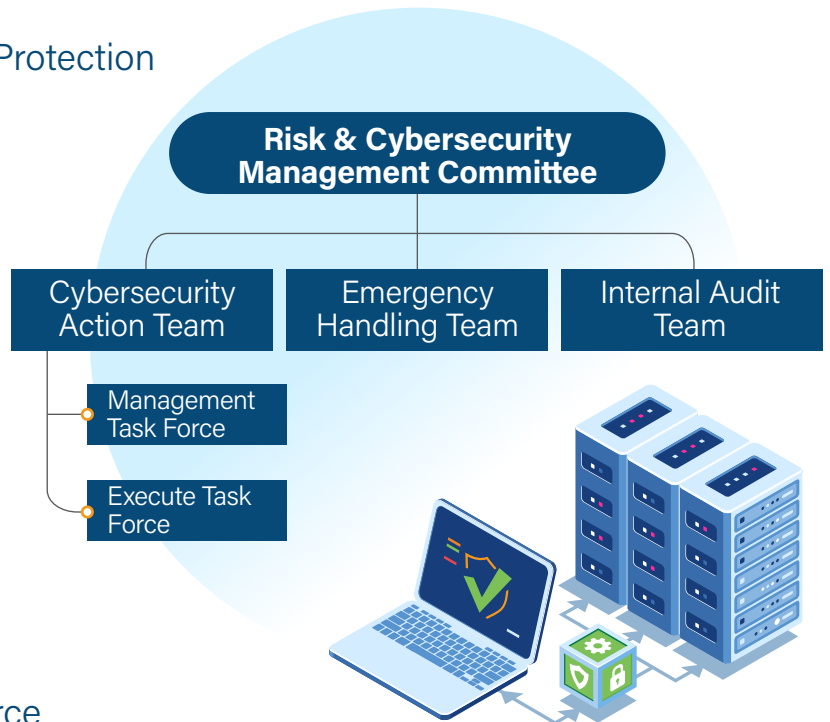 Protection
Risk & Cybersecurity
Management Committee
Cybersecurity
Action Team
Emergency
Handling Team
Internal Audit
Team
Management
Task Force
Execute Task
Force